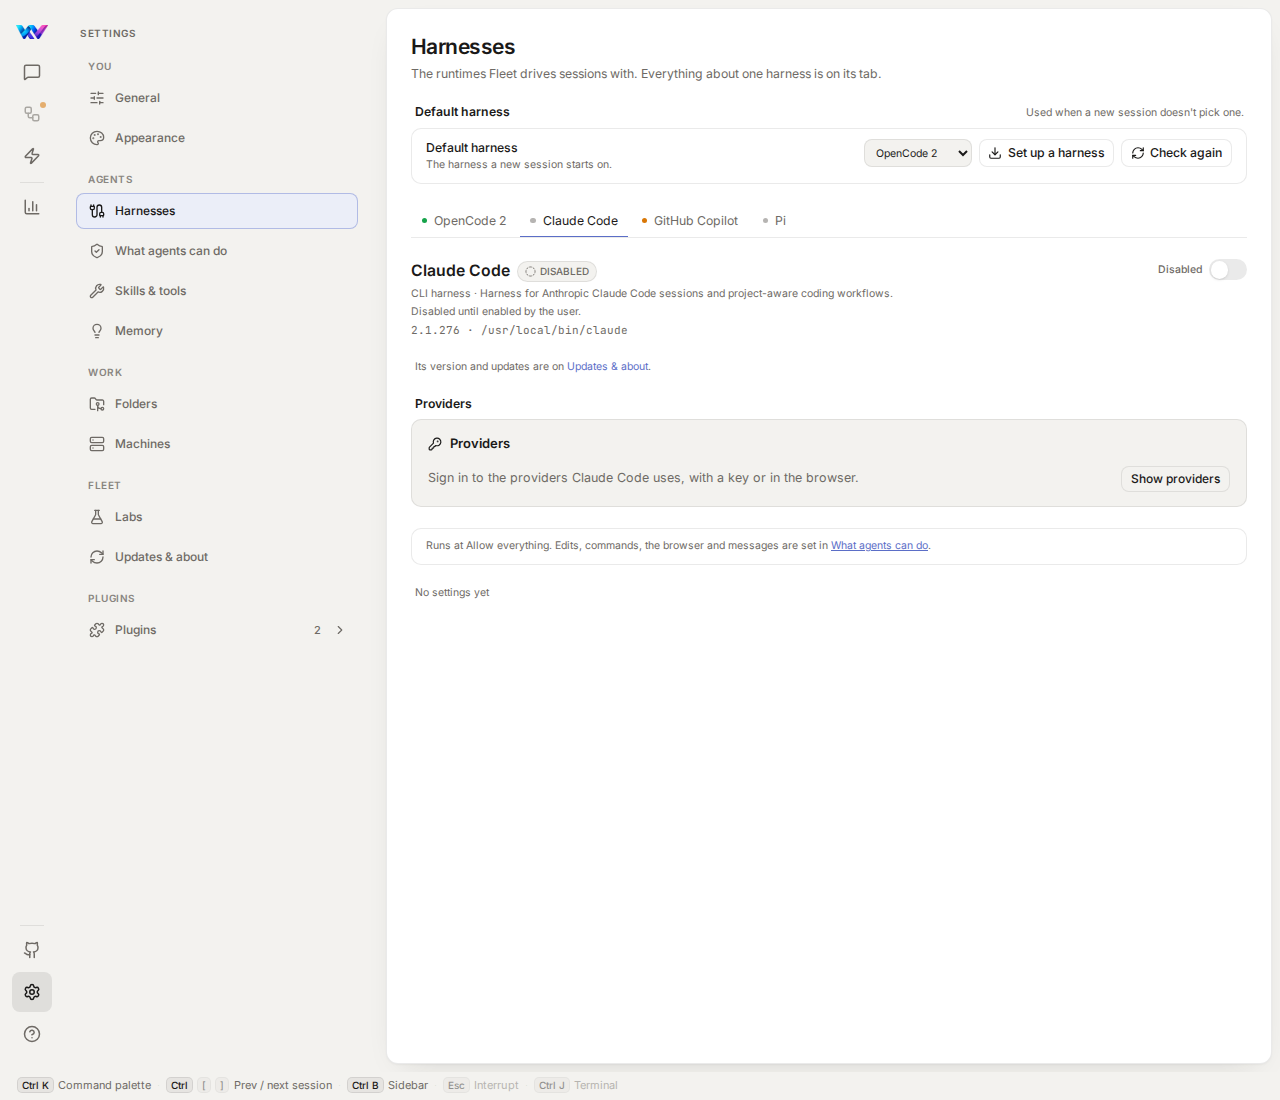 SETTINGS
YOU
General
Appearance
AGENTS
Harnesses
What agents can do
Skills & tools
Memory
WORK
Folders
Machines
FLEET
Labs
Updates & about
PLUGINS
Plugins 2
Harnesses
The runtimes Fleet drives sessions with. Everything about one harness is on its tab.
Default harness Used when a new session doesn't pick one.
Default harness
The harness a new session starts on.
OpenCode 2 Set up a harness Check again
OpenCode 2 Claude Code GitHub Copilot Pi
Claude Code DISABLED Disabled
CLI harness · Harness for Anthropic Claude Code sessions and project-aware coding workflows.
Disabled until enabled by the user.
2.1.276 · /usr/local/bin/claude
Its version and updates are on Updates & about.
Providers
Providers
Sign in to the providers Claude Code uses, with a key or in the browser. Show providers
Runs at Allow everything. Edits, commands, the browser and messages are set in What agents can do.
No settings yet
Ctrl K Command palette Ctrl [ ] Prev / next session Ctrl B Sidebar Esc Interrupt Ctrl J Terminal